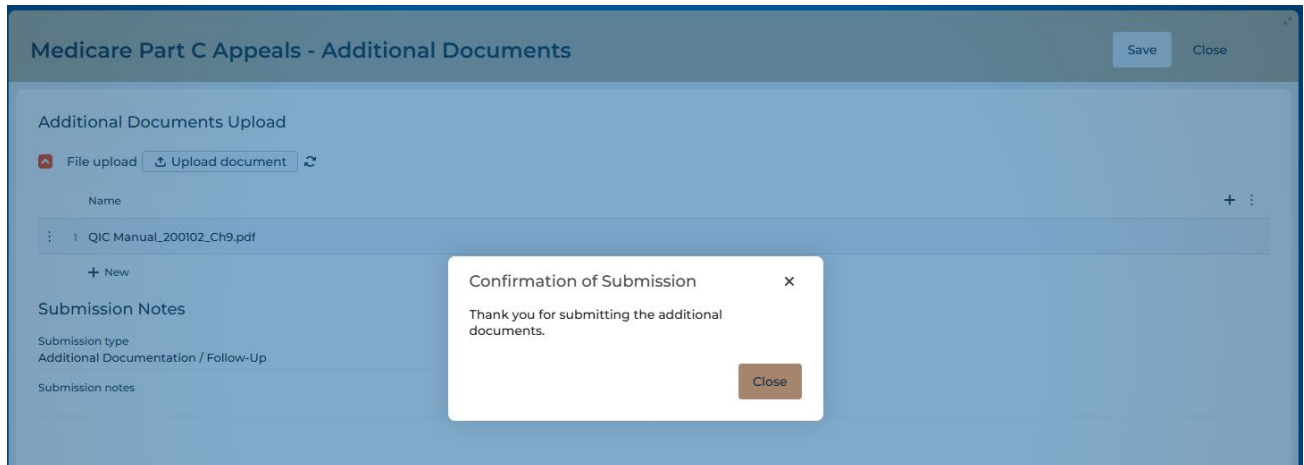 Medicare Part C Appeals - Additional Documents
Save
Close
Additional Documents Upload
File upload
Upload document
Name
1 QIC Manual_200102_Ch9.pdf
+ New
Submission Notes
Submission type
Additional Documentation / Follow-Up
Submission notes
Confirmation of Submission
Thank you for submitting the additional
documents.
Close